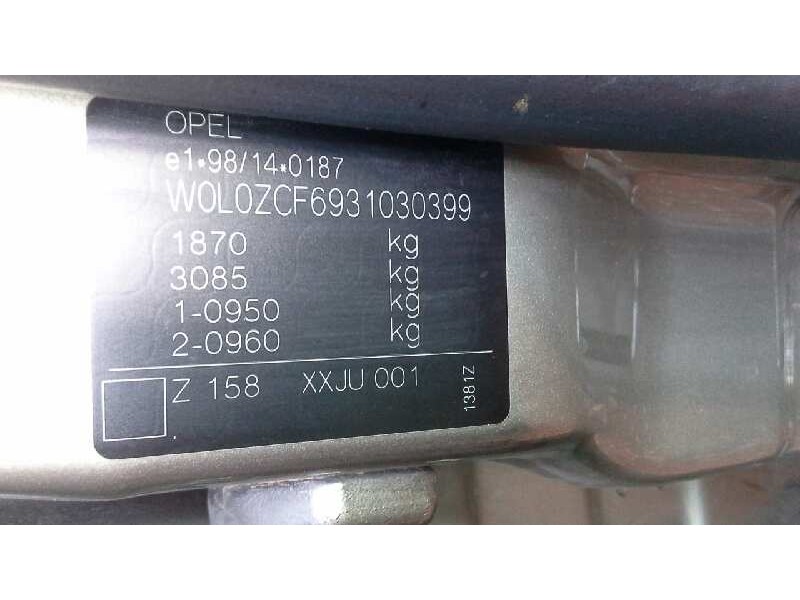 OPEL
e1*98/14*0187
W0L0ZCF6931030399
1870 kg
3085 kg
1-0950 kg
2-0960 kg
Z 158 XXJU 001
1381Z